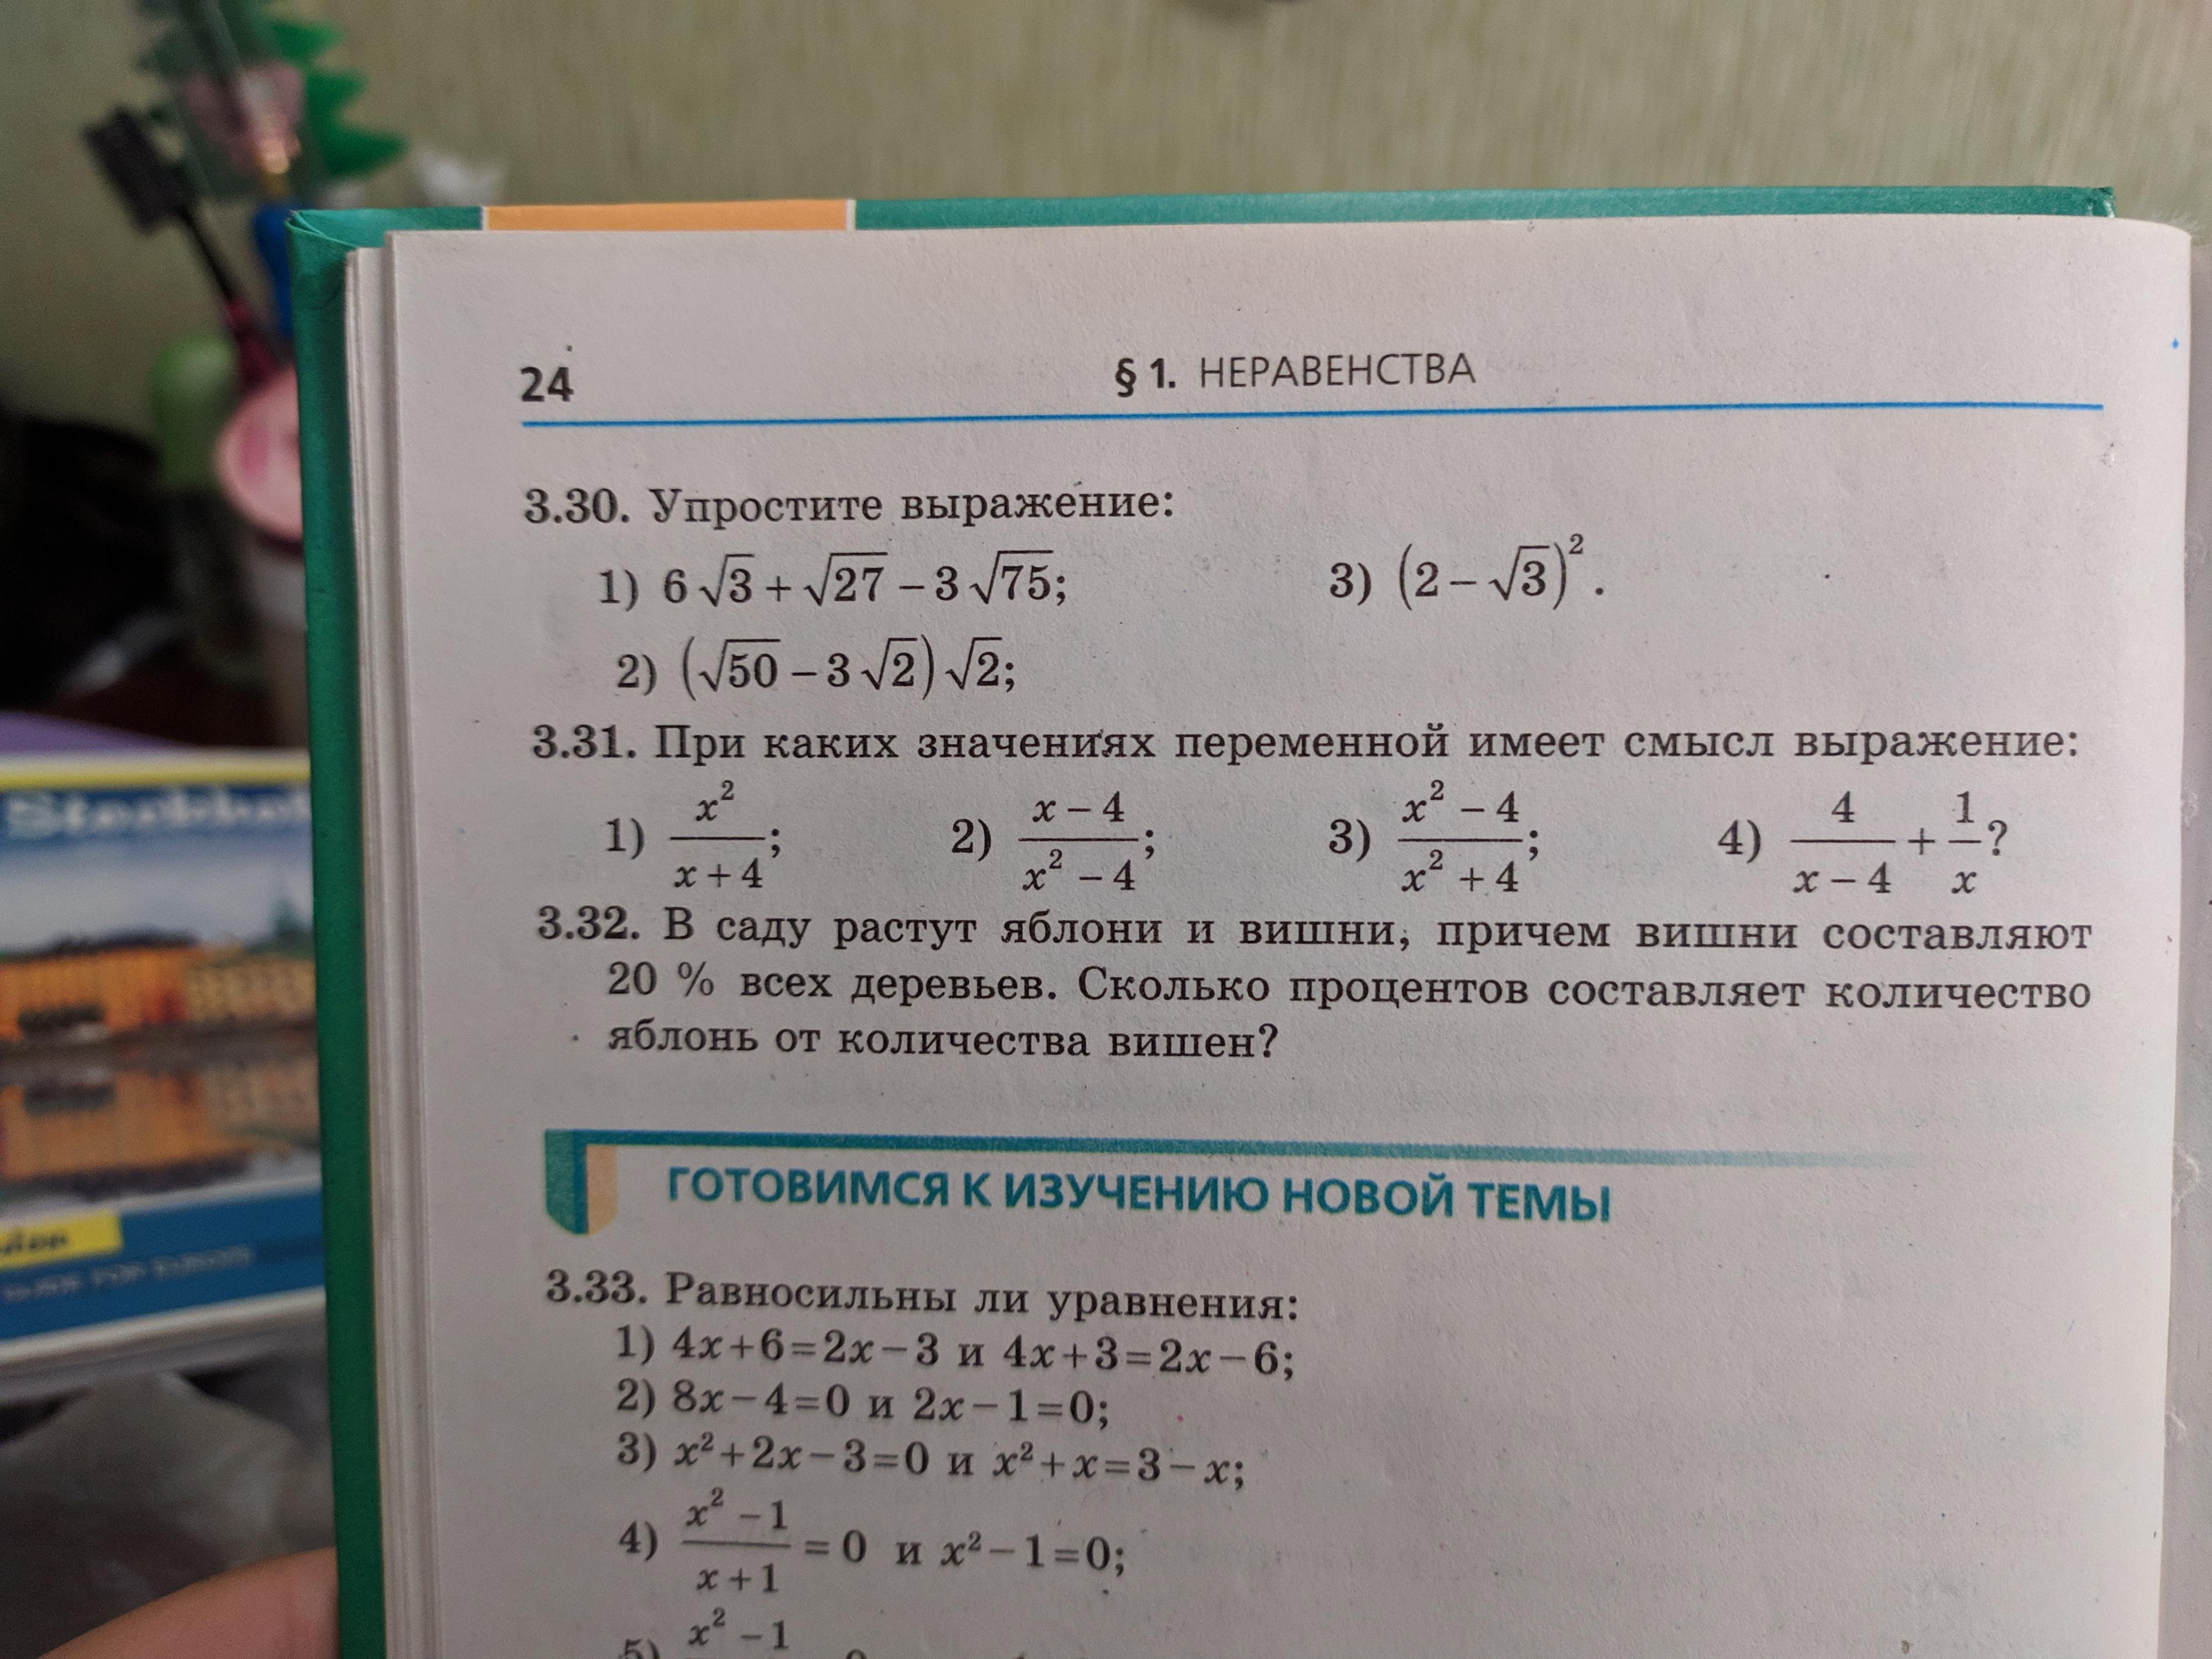 24 § 1. НЕРАВЕНСТВА
3.30. Упростите выражение:
1) 6√3 + √27 − 3√75; 3) (2 − √3)².
2) (√50 − 3√2)√2;
3.31. При каких значениях переменной имеет смысл выражение:
1) x²/(x + 4); 2) (x − 4)/(x² − 4); 3) (x² − 4)/(x² + 4); 4) 4/(x − 4) + 1/x?
3.32. В саду растут яблони и вишни, причем вишни составляют
20 % всех деревьев. Сколько процентов составляет количество
яблонь от количества вишен?
ГОТОВИМСЯ К ИЗУЧЕНИЮ НОВОЙ ТЕМЫ
3.33. Равносильны ли уравнения:
1) 4x+6=2x−3 и 4x+3=2x−6;
2) 8x−4=0 и 2x−1=0;
3) x²+2x−3=0 и x²+x=3−x;
4) (x² − 1)/(x + 1) = 0 и x²−1=0;
5) x² − 1